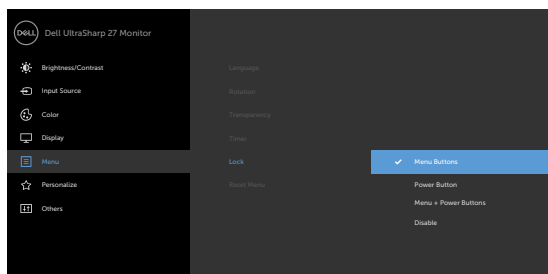 DELL Dell UltraSharp 27 Monitor
Brightness/Contrast
Language
Input Source
Rotation
Color
Transparency
Display
Timer
Menu
Lock
Menu Buttons
Personalize
Reset Menu
Power Button
Others
Menu + Power Buttons
Disable